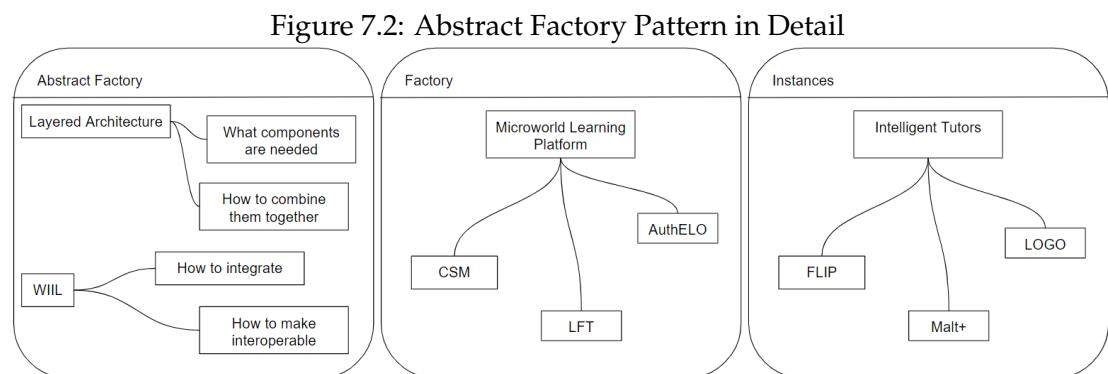 Figure 7.2: Abstract Factory Pattern in Detail
Abstract Factory
Layered Architecture
What components
are needed
How to combine
them together
WIIL
How to integrate
How to make
interoperable
Factory
Microworld Learning
Platform
AuthELO
CSM
LFT
Instances
Intelligent Tutors
LOGO
FLIP
Malt+